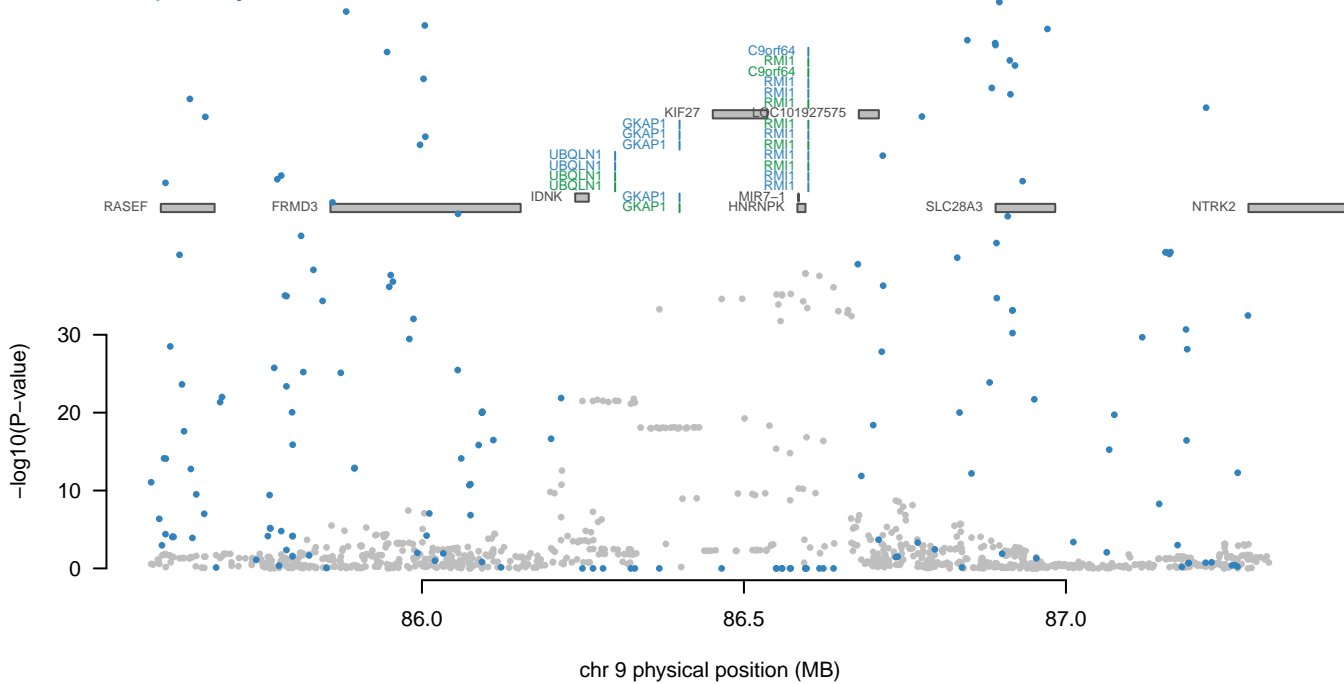 C9orf64
RMI1
C9orf64
RMI1
RMI1
RMI1
KIF27 LOC101927575
GKAP1 RMI1
GKAP1 RMI1
GKAP1 RMI1
UBQLN1 RMI1
UBQLN1 RMI1
UBQLN1 RMI1
UBQLN1 RMI1
IDNK GKAP1 MIR7−1
RASEF FRMD3 GKAP1 HNRNPK SLC28A3 NTRK2
30
20
10
0
−log10(P−value)
86.0 86.5 87.0
chr 9 physical position (MB)